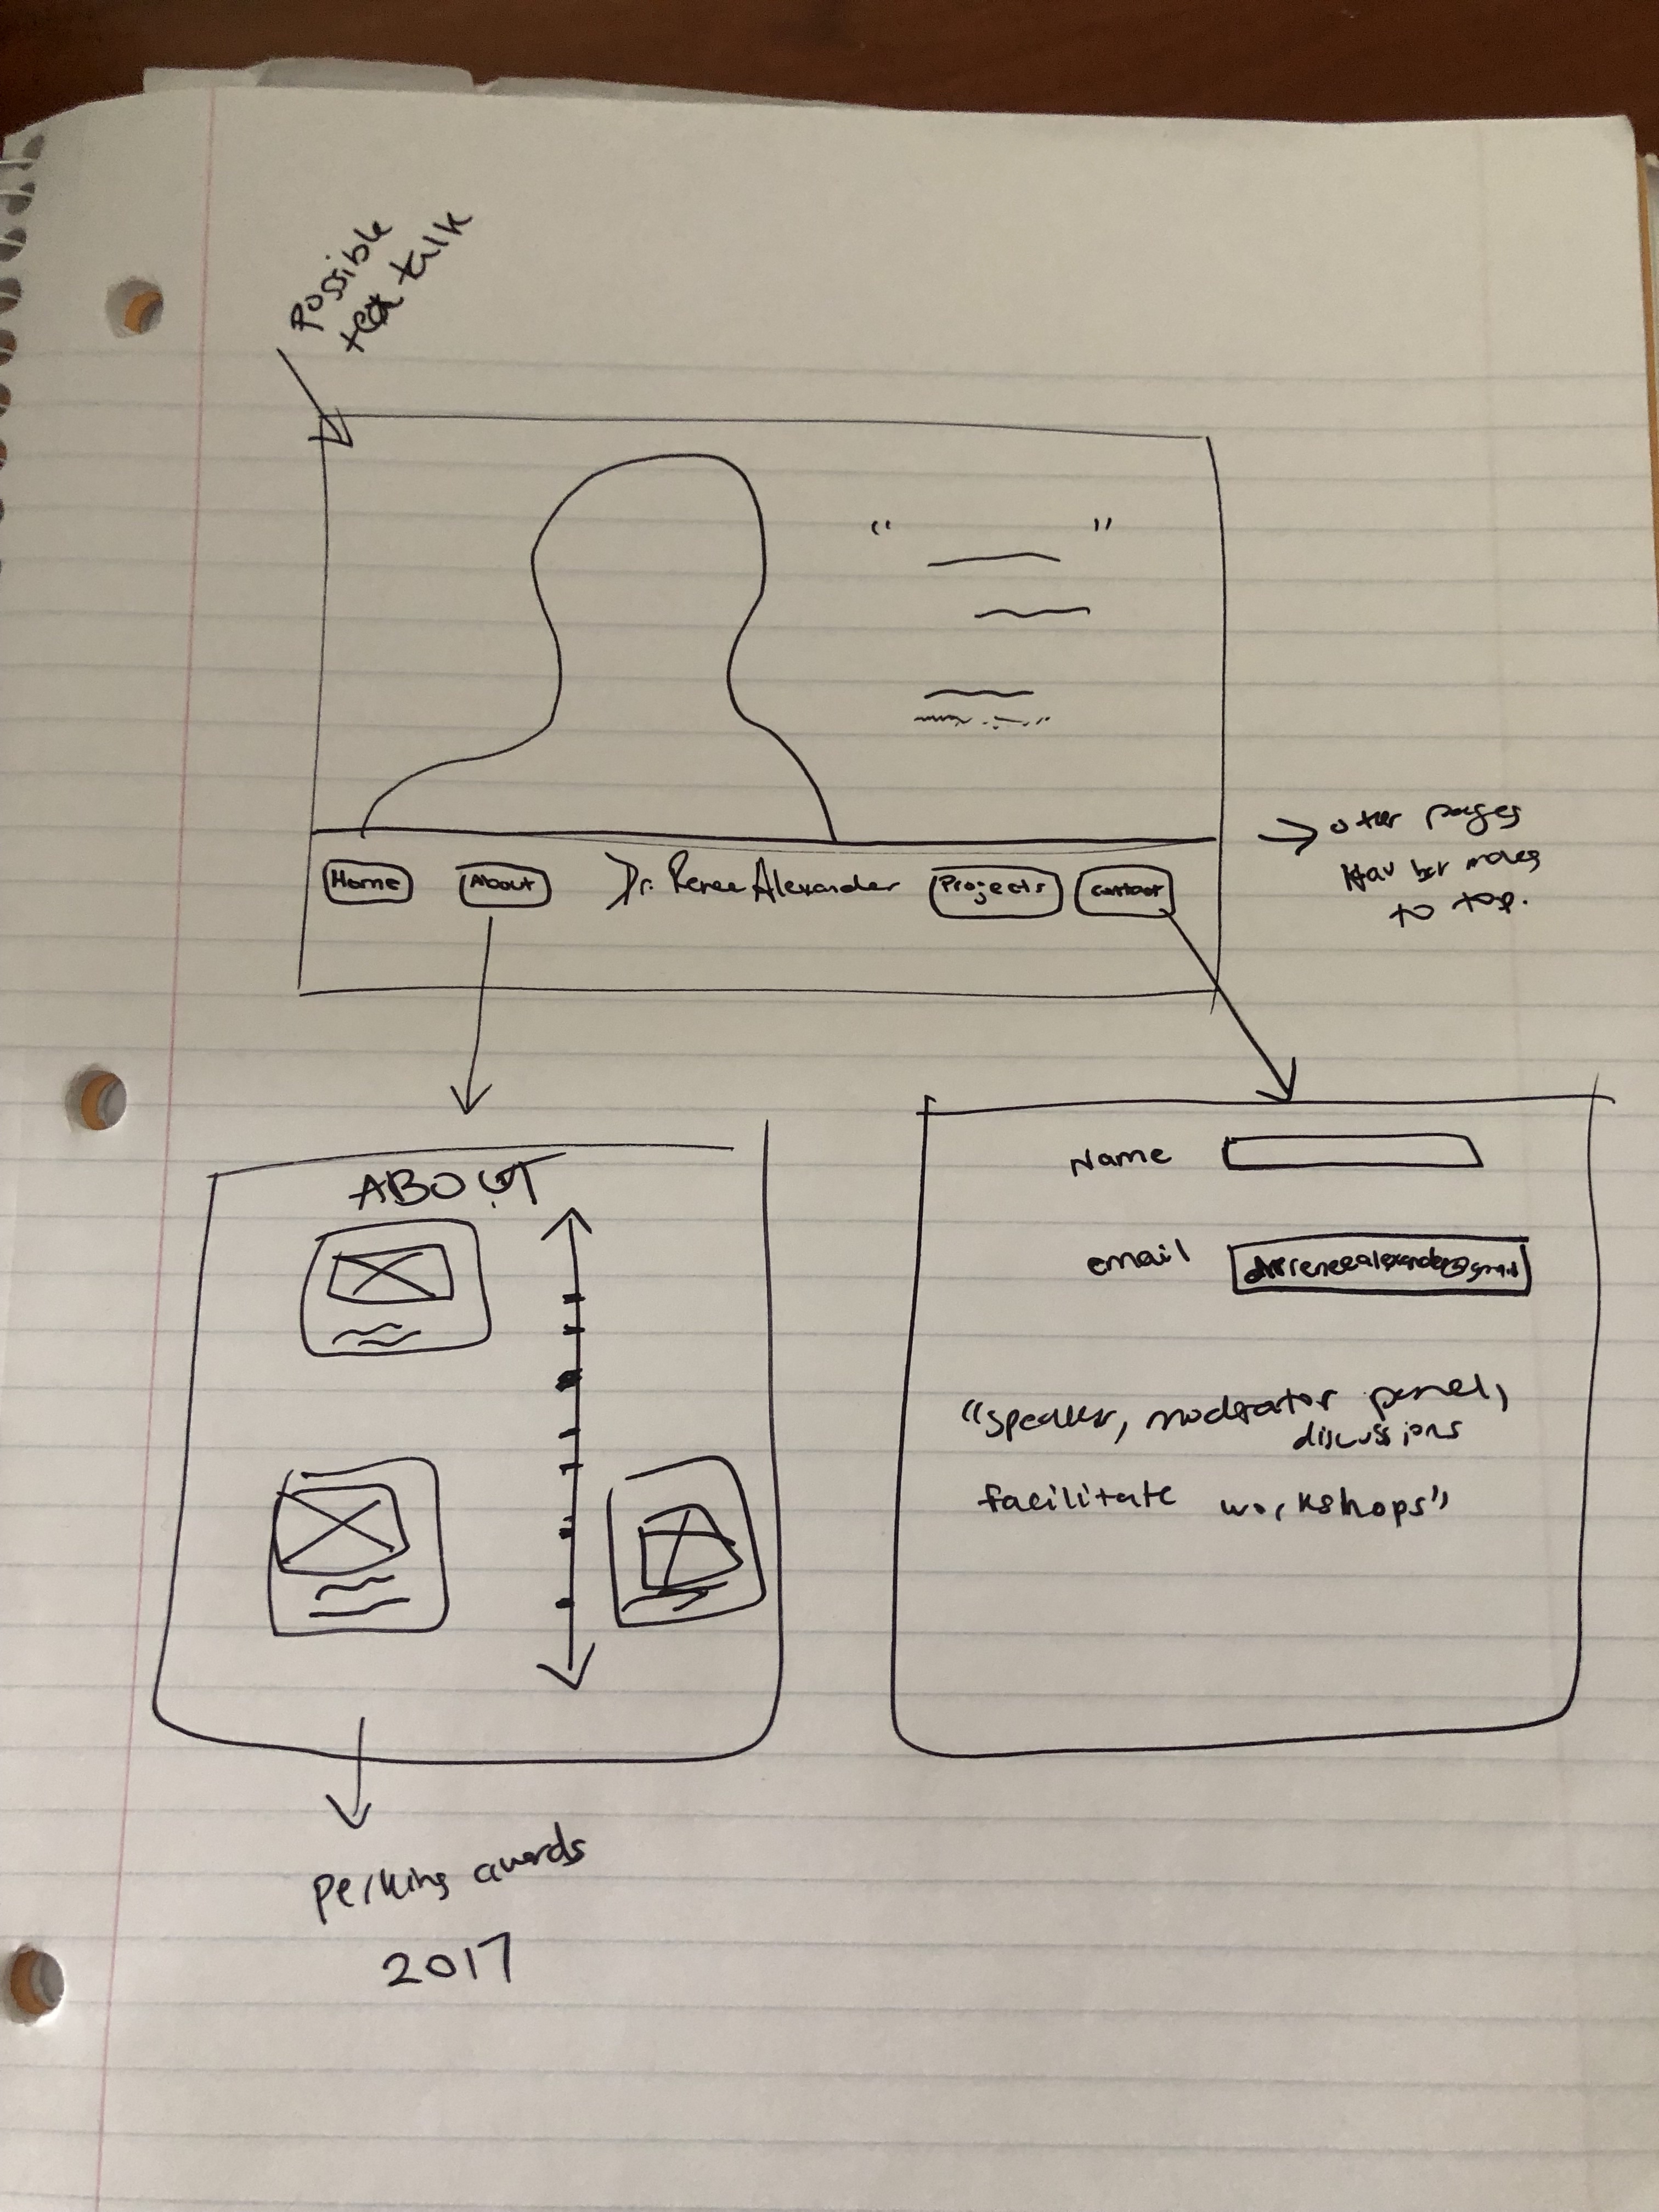 Possible
tex talk
“ ”
Home About Dr. Renee Alexander Projects contact
→ other pages
Nav bar moves
to top.
ABOUT
Name
email drreneealexander@gmail
“speaker, moderator panel,
discussions
facilitate workshops”
Perkins awards
2017